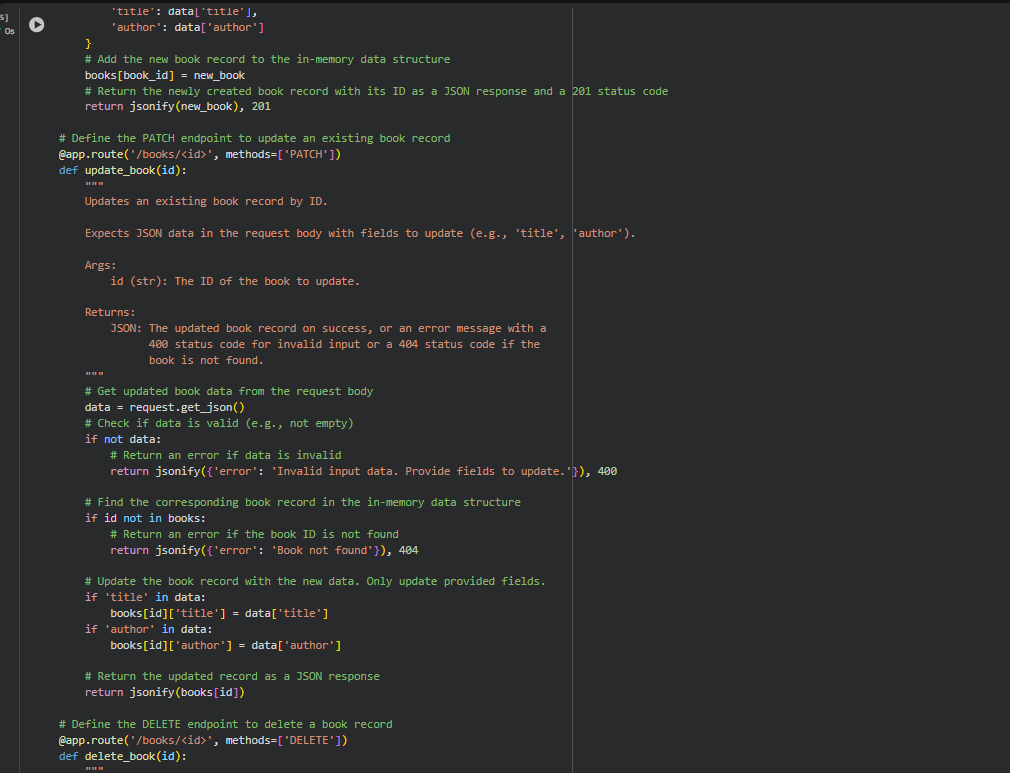 s]
0s
'title': data['title'],
'author': data['author']
}
# Add the new book record to the in-memory data structure
books[book_id] = new_book
# Return the newly created book record with its ID as a JSON response and a 201 status code
return jsonify(new_book), 201
# Define the PATCH endpoint to update an existing book record
@app.route('/books/<id>', methods=['PATCH'])
def update_book(id):
"""
Updates an existing book record by ID.
Expects JSON data in the request body with fields to update (e.g., 'title', 'author').
Args:
id (str): The ID of the book to update.
Returns:
JSON: The updated book record on success, or an error message with a
400 status code for invalid input or a 404 status code if the
book is not found.
"""
# Get updated book data from the request body
data = request.get_json()
# Check if data is valid (e.g., not empty)
if not data:
# Return an error if data is invalid
return jsonify({'error': 'Invalid input data. Provide fields to update.'}), 400
# Find the corresponding book record in the in-memory data structure
if id not in books:
# Return an error if the book ID is not found
return jsonify({'error': 'Book not found'}), 404
# Update the book record with the new data. Only update provided fields.
if 'title' in data:
books[id]['title'] = data['title']
if 'author' in data:
books[id]['author'] = data['author']
# Return the updated record as a JSON response
return jsonify(books[id])
# Define the DELETE endpoint to delete a book record
@app.route('/books/<id>', methods=['DELETE'])
def delete_book(id):
"""